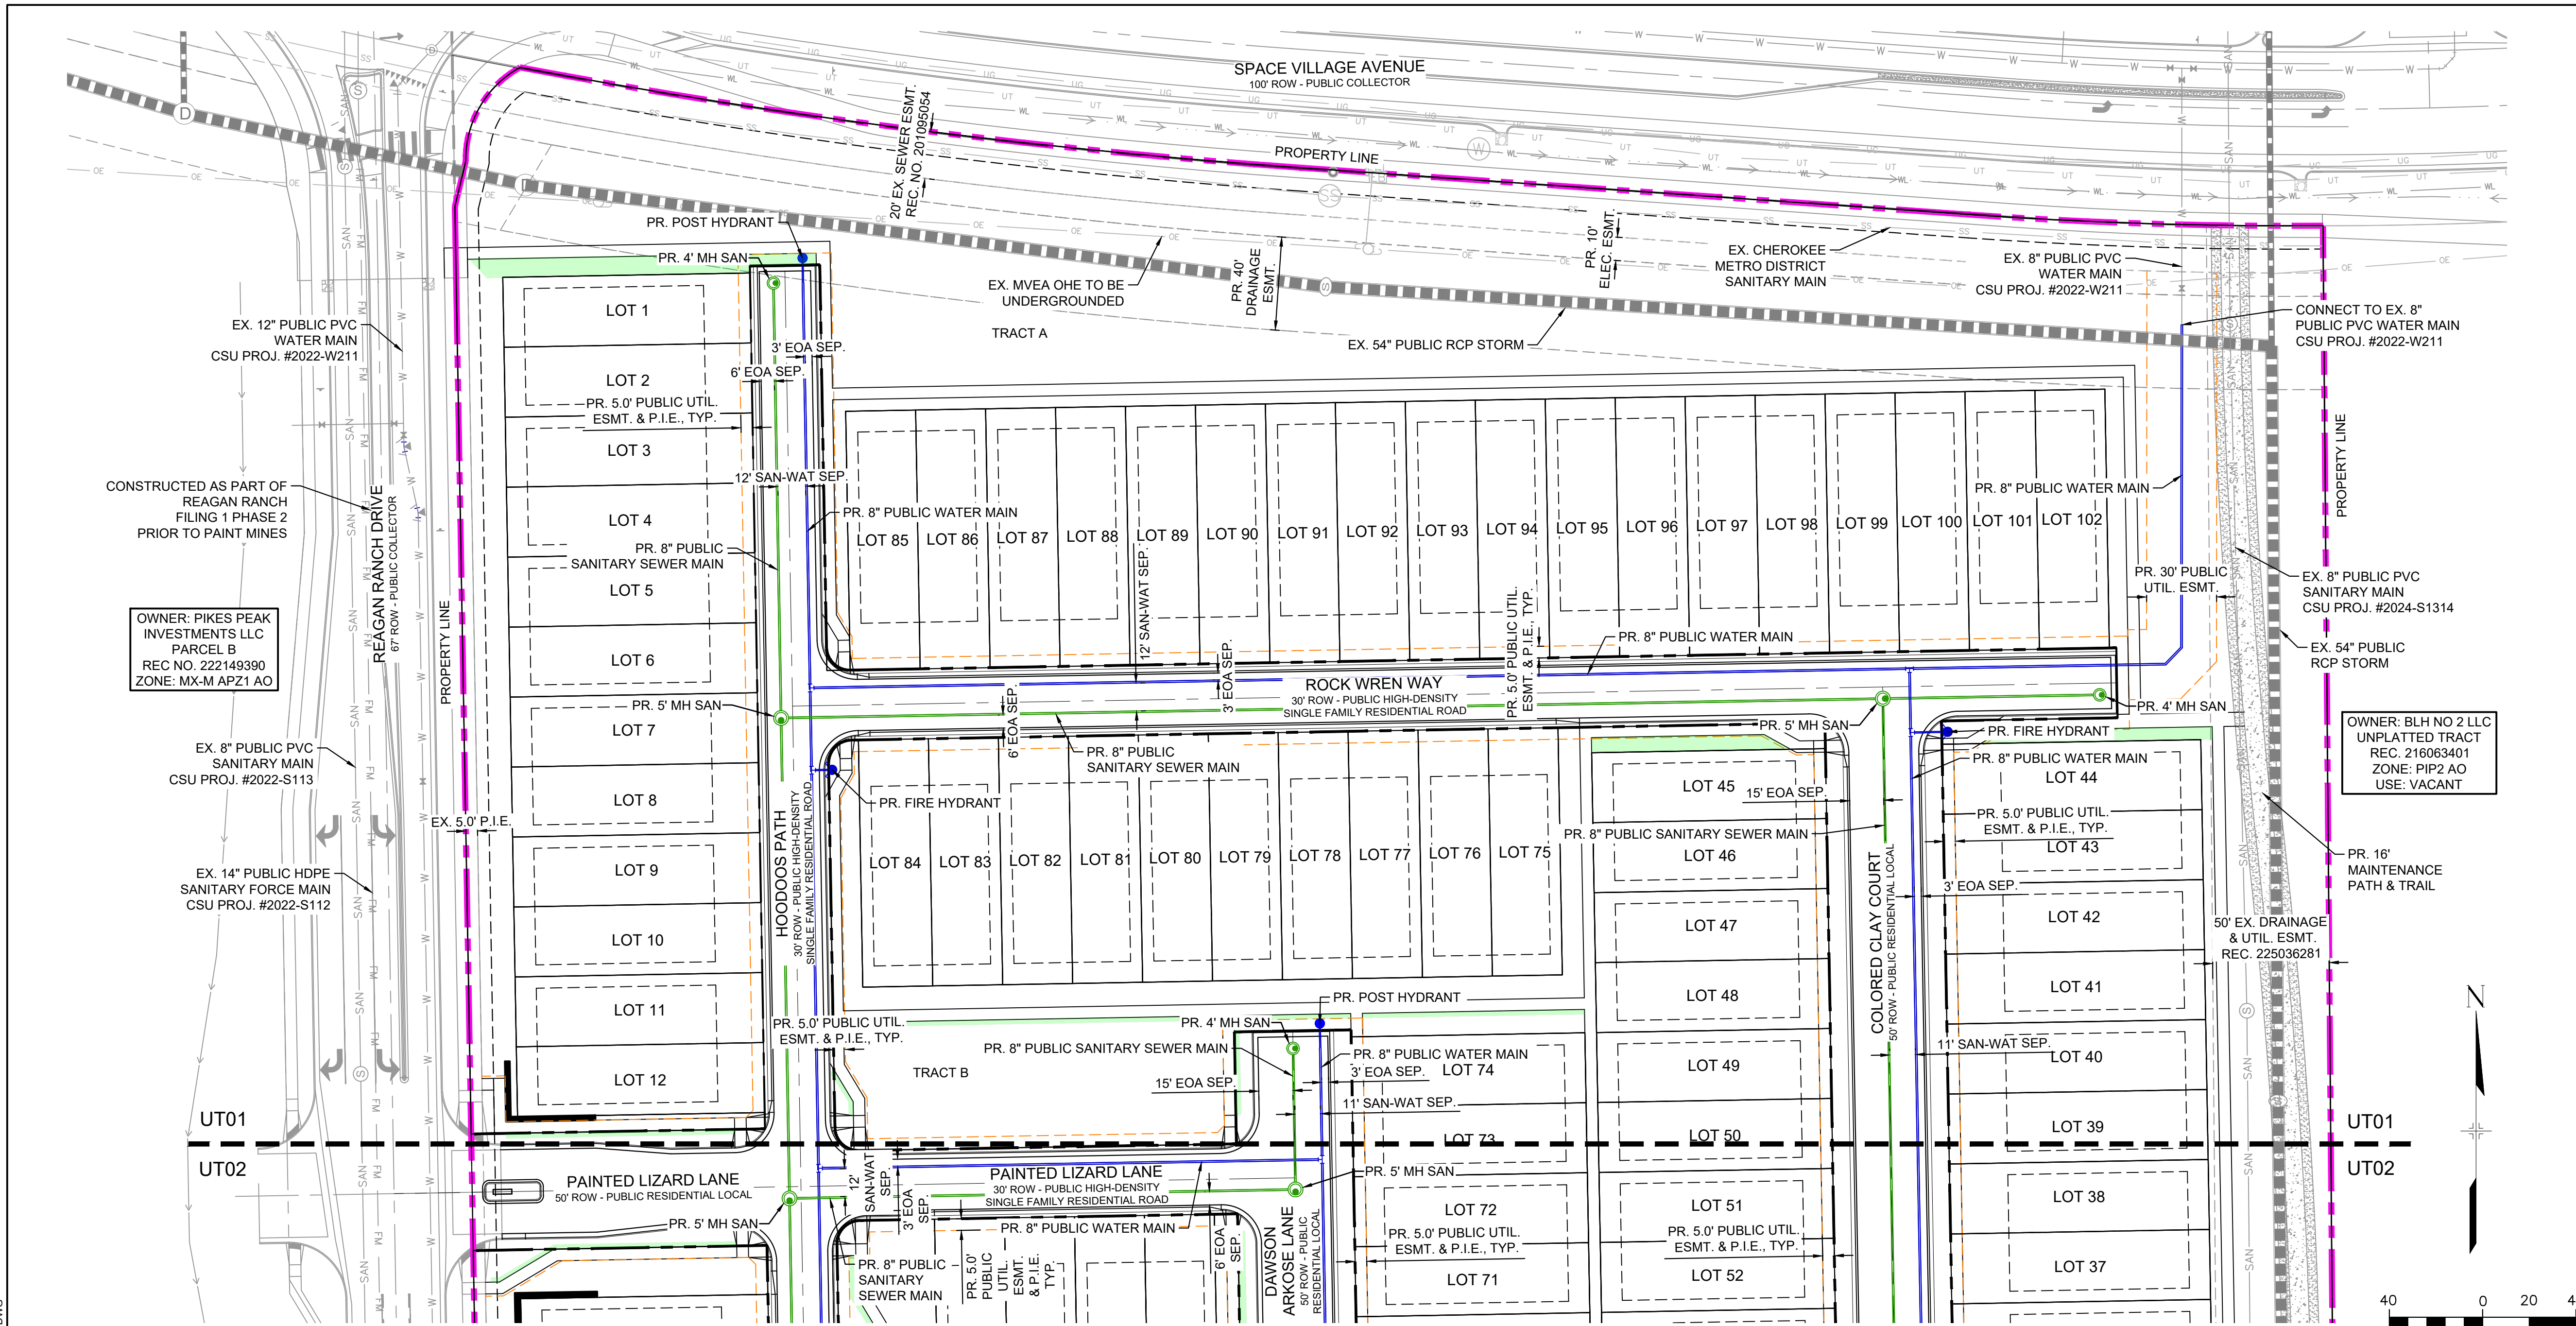 SPACE VILLAGE AVENUE
100' ROW - PUBLIC COLLECTOR
PROPERTY LINE
20' EX. SEWER ESMT.
REC. NO. 201095054
PR. POST HYDRANT
PR. 4' MH SAN
EX. MVEA OHE TO BE
UNDERGROUNDED
PR. 40'
DRAINAGE
ESMT.
TRACT A
PR. 10'
ELEC. ESMT.
EX. CHEROKEE
METRO DISTRICT
SANITARY MAIN
EX. 54" PUBLIC RCP STORM
EX. 8" PUBLIC PVC
WATER MAIN
CSU PROJ. #2022-W211
CONNECT TO EX. 8"
PUBLIC PVC WATER MAIN
CSU PROJ. #2022-W211
EX. 12" PUBLIC PVC
WATER MAIN
CSU PROJ. #2022-W211
CONSTRUCTED AS PART OF
REAGAN RANCH
FILING 1 PHASE 2
PRIOR TO PAINT MINES
REAGAN RANCH DRIVE
67' ROW - PUBLIC COLLECTOR
OWNER: PIKES PEAK
INVESTMENTS LLC
PARCEL B
REC NO. 222149390
ZONE: MX-M APZ1 AO
PROPERTY LINE
EX. 8" PUBLIC PVC
SANITARY MAIN
CSU PROJ. #2022-S113
EX. 5.0' P.I.E.
EX. 14" PUBLIC HDPE
SANITARY FORCE MAIN
CSU PROJ. #2022-S112
LOT 1
LOT 2
PR. 5.0' PUBLIC UTIL.
ESMT. & P.I.E., TYP.
LOT 3
LOT 4
PR. 8" PUBLIC
SANITARY SEWER MAIN
LOT 5
LOT 6
PR. 5' MH SAN
LOT 7
LOT 8
LOT 9
LOT 10
LOT 11
LOT 12
3' EOA SEP.
6' EOA SEP.
12' SAN-WAT SEP.
PR. 8" PUBLIC WATER MAIN
LOT 85
LOT 86
LOT 87
LOT 88
LOT 89
LOT 90
LOT 91
LOT 92
LOT 93
LOT 94
LOT 95
LOT 96
LOT 97
LOT 98
LOT 99
LOT 100
LOT 101
LOT 102
12' SAN-WAT SEP.
3' EOA SEP.
6' EOA SEP.
PR. 5.0' PUBLIC UTIL.
ESMT. & P.I.E., TYP.
PR. 8" PUBLIC WATER MAIN
PR. 8" PUBLIC WATER MAIN
PR. 30' PUBLIC
UTIL. ESMT.
PROPERTY LINE
EX. 8" PUBLIC PVC
SANITARY MAIN
CSU PROJ. #2024-S1314
EX. 54" PUBLIC
RCP STORM
ROCK WREN WAY
30' ROW - PUBLIC HIGH-DENSITY
SINGLE FAMILY RESIDENTIAL ROAD
PR. 4' MH SAN
PR. 5' MH SAN
PR. FIRE HYDRANT
PR. 8" PUBLIC WATER MAIN
OWNER: BLH NO 2 LLC
UNPLATTED TRACT
REC. 216063401
ZONE: PIP2 AO
USE: VACANT
PR. 8" PUBLIC
SANITARY SEWER MAIN
PR. FIRE HYDRANT
HOODOOS PATH
30' ROW - PUBLIC HIGH-DENSITY
SINGLE FAMILY RESIDENTIAL ROAD
LOT 84
LOT 83
LOT 82
LOT 81
LOT 80
LOT 79
LOT 78
LOT 77
LOT 76
LOT 75
LOT 45
15' EOA SEP.
PR. 8" PUBLIC SANITARY SEWER MAIN
LOT 46
LOT 47
LOT 48
LOT 49
LOT 50
LOT 51
PR. 5.0' PUBLIC UTIL.
ESMT. & P.I.E., TYP.
LOT 52
COLORED CLAY COURT
50' ROW - PUBLIC RESIDENTIAL LOCAL
LOT 44
PR. 5.0' PUBLIC UTIL.
ESMT. & P.I.E., TYP.
LOT 43
3' EOA SEP.
LOT 42
LOT 41
11' SAN-WAT SEP.
LOT 40
LOT 39
LOT 38
LOT 37
PR. 16'
MAINTENANCE
PATH & TRAIL
50' EX. DRAINAGE
& UTIL. ESMT.
REC. 225036281
PR. 5.0' PUBLIC UTIL.
ESMT. & P.I.E., TYP.
PR. POST HYDRANT
PR. 4' MH SAN
PR. 8" PUBLIC SANITARY SEWER MAIN
PR. 8" PUBLIC WATER MAIN
3' EOA SEP.
LOT 74
TRACT B
15' EOA SEP.
11' SAN-WAT SEP.
LOT 73
UT01
UT01
UT02
UT02
PAINTED LIZARD LANE
50' ROW - PUBLIC RESIDENTIAL LOCAL
PR. 5' MH SAN
12'
SAN-WAT
SEP.
3' EOA
SEP.
PAINTED LIZARD LANE
30' ROW - PUBLIC HIGH-DENSITY
SINGLE FAMILY RESIDENTIAL ROAD
PR. 8" PUBLIC WATER MAIN
PR. 5' MH SAN
PR. 8" PUBLIC
SANITARY
SEWER MAIN
PR. 5.0'
PUBLIC
UTIL.
ESMT.
& P.I.E.
TYP.
6' EOA
SEP.
DAWSON
ARKOSE LANE
50' ROW - PUBLIC
RESIDENTIAL LOCAL
LOT 72
PR. 5.0' PUBLIC UTIL.
ESMT. & P.I.E., TYP.
LOT 71
N
40
0
20